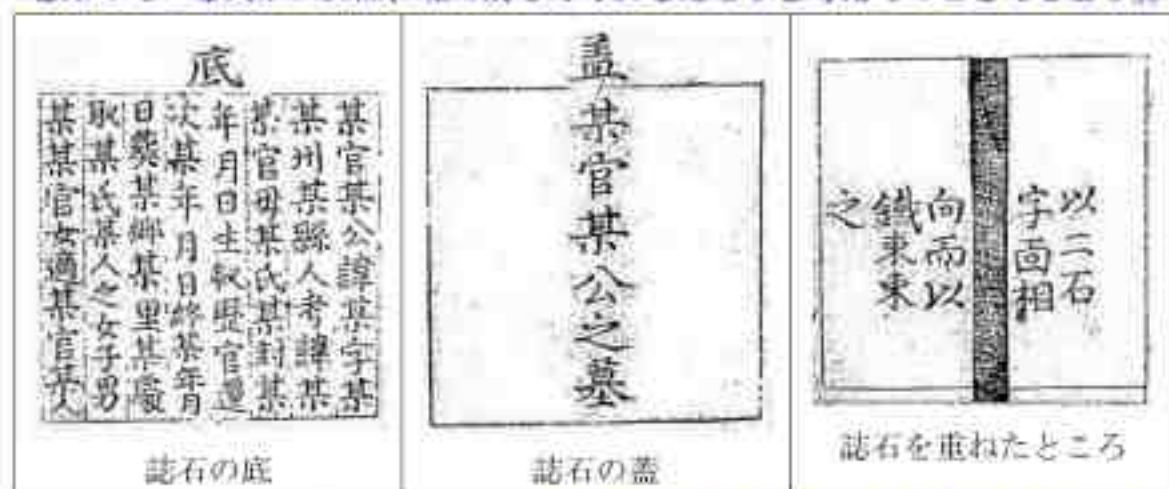 底
某官某公諱某字某
某州某縣人考諱某
某官母某氏某封某
年月日生叙歴官遷
次某年月日終某年月
日葬某郷某里某處
取某氏某人之女子男
某某官女適某官某人
誌石の底
盖
某官某公之墓
誌石の蓋
以二石
字面相
向而以
鐵束束
之
誌石を重ねたところ